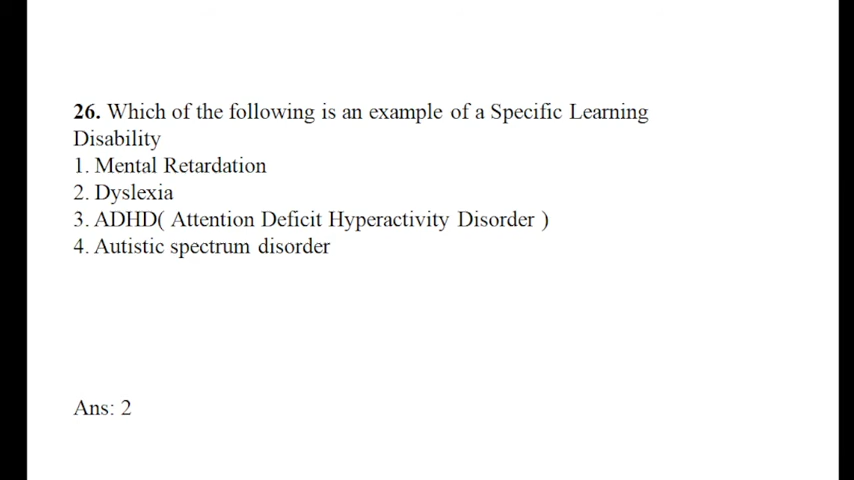 26. Which of the following is an example of a Specific Learning
Disability
1. Mental Retardation
2. Dyslexia
3. ADHD( Attention Deficit Hyperactivity Disorder )
4. Autistic spectrum disorder
Ans: 2